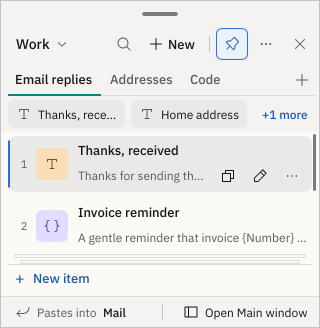 Work
New
Email replies Addresses Code
T Thanks, rece... T Home address +1 more
1 T Thanks, received
Thanks for sending th...
2 { } Invoice reminder
A gentle reminder that invoice {Number} ...
+ New item
Pastes into Mail Open Main window